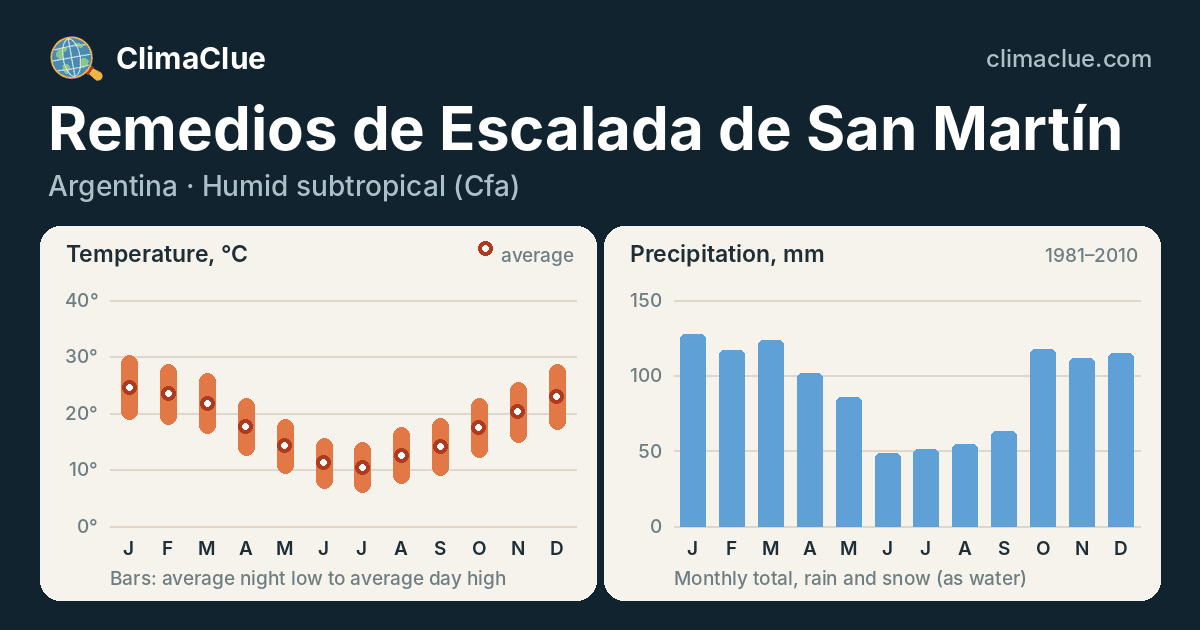 ClimaClue
climaclue.com
Remedios de Escalada de San Martín
Argentina · Humid subtropical (Cfa)
Temperature, °C
average
40°
30°
20°
10°
0°
J F M A M J J A S O N D
Bars: average night low to average day high
Precipitation, mm
1981–2010
150
100
50
0
J F M A M J J A S O N D
Monthly total, rain and snow (as water)